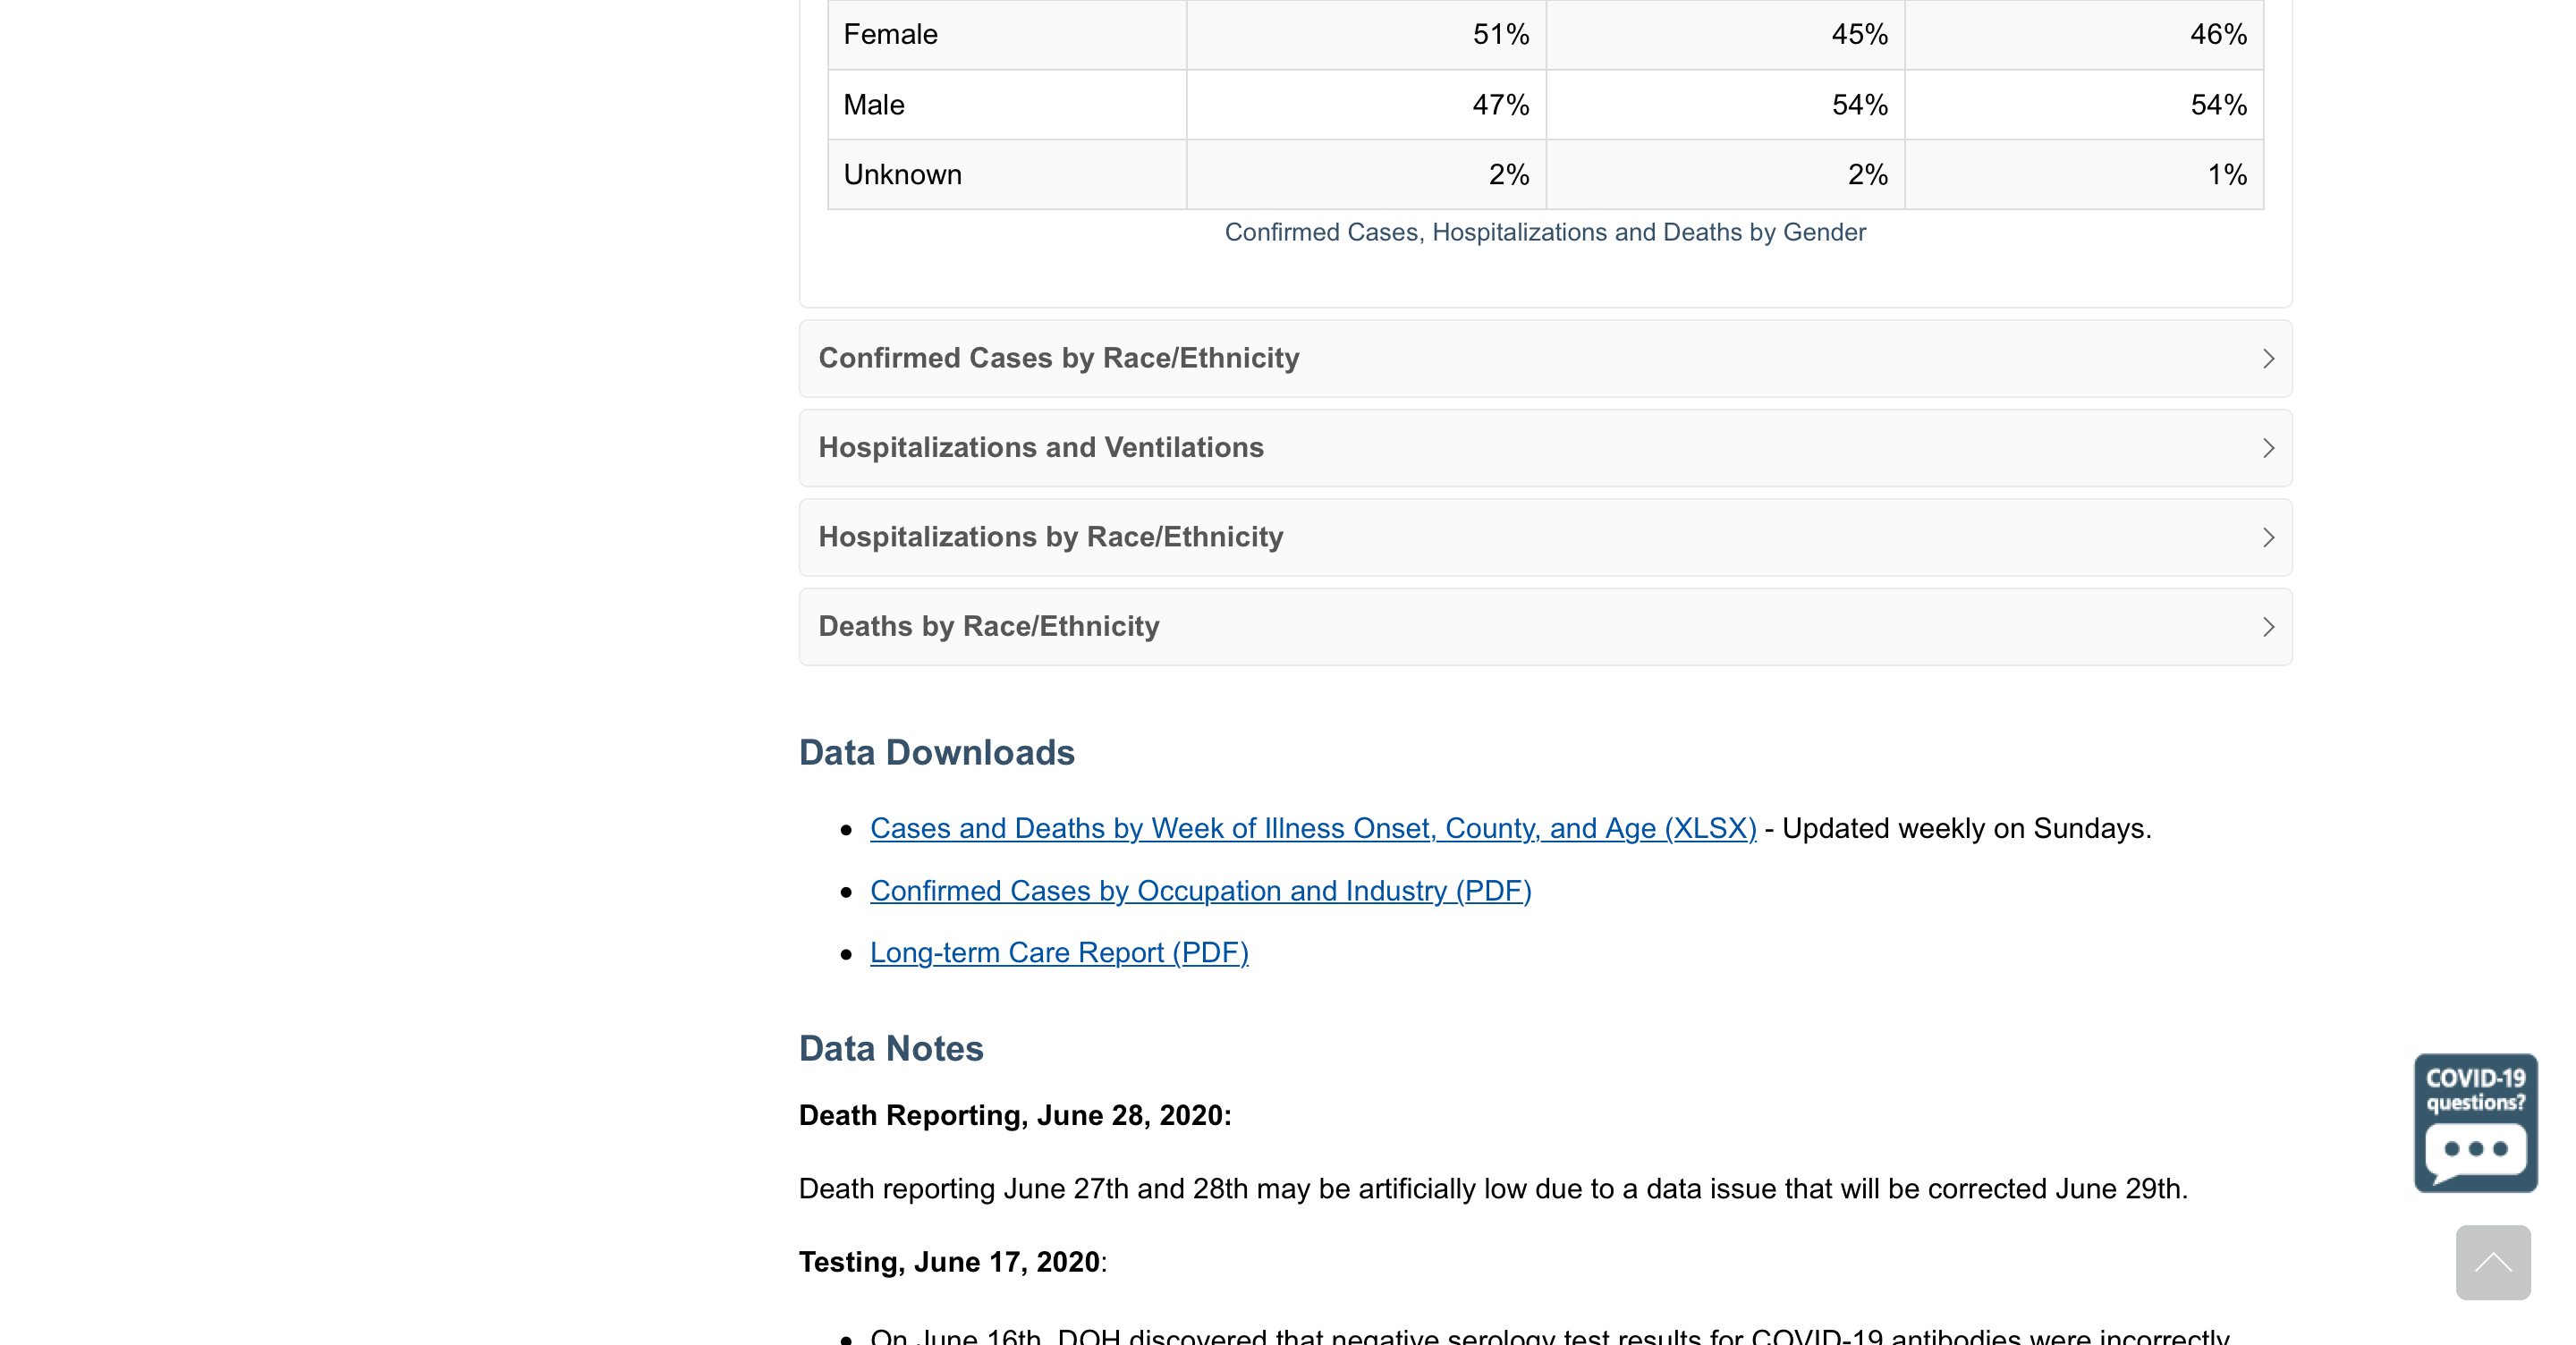 Female 51% 45% 46%
Male 47% 54% 54%
Unknown 2% 2% 1%
Confirmed Cases, Hospitalizations and Deaths by Gender
Confirmed Cases by Race/Ethnicity
Hospitalizations and Ventilations
Hospitalizations by Race/Ethnicity
Deaths by Race/Ethnicity
Data Downloads
Cases and Deaths by Week of Illness Onset, County, and Age (XLSX) - Updated weekly on Sundays.
Confirmed Cases by Occupation and Industry (PDF)
Long-term Care Report (PDF)
Data Notes
COVID-19
questions?
Death Reporting, June 28, 2020:
Death reporting June 27th and 28th may be artificially low due to a data issue that will be corrected June 29th.
Testing, June 17, 2020:
On June 16th, DOH discovered that negative serology test results for COVID-19 antibodies were incorrectly